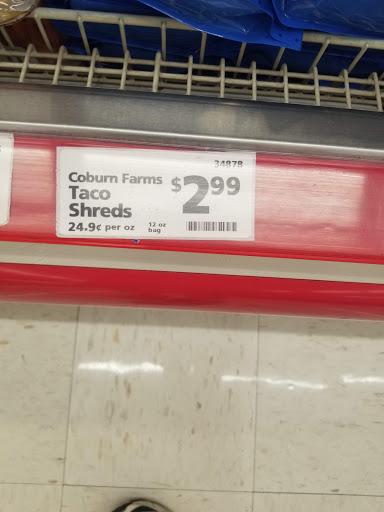 34878
Coburn Farms
Taco
Shreds
$2.99
24.9¢ per oz
12 oz
bag